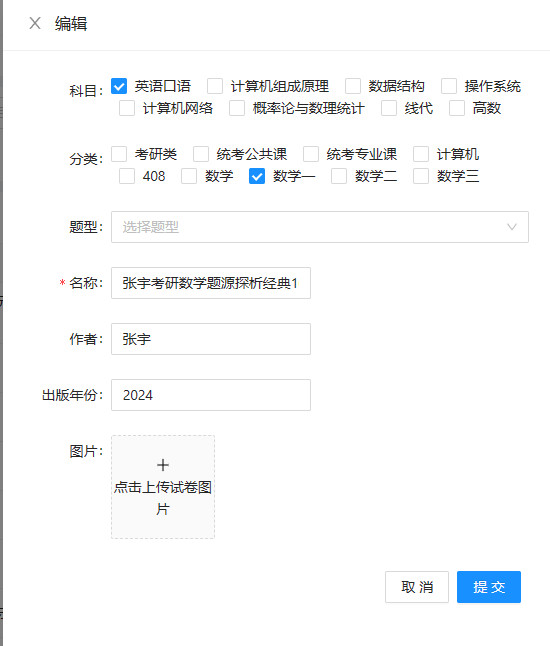 编辑
科目： 英语口语 计算机组成原理 数据结构 操作系统
计算机网络 概率论与数理统计 线代 高数
分类： 考研类 统考公共课 统考专业课 计算机
408 数学 数学一 数学二 数学三
题型： 选择题型
* 名称： 张宇考研数学题源探析经典1
作者： 张宇
出版年份： 2024
图片：
点击上传试卷图
片
取 消 提 交